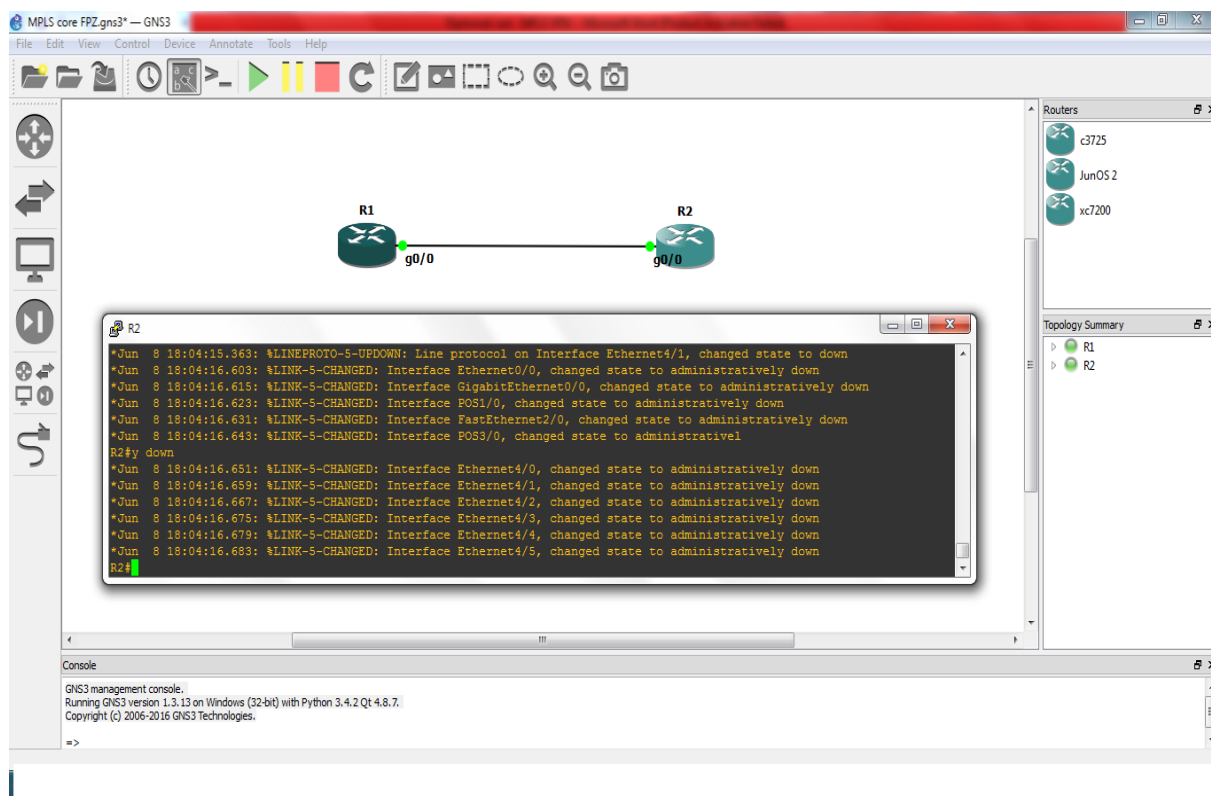 MPLS core FPZ.gns3* — GNS3
File Edit View Control Device Annotate Tools Help
Routers
c3725
JunOS 2
xc7200
R1
R2
g0/0
g0/0
R2
*Jun 8 18:04:15.363: %LINEPROTO-5-UPDOWN: Line protocol on Interface Ethernet4/1, changed state to down
*Jun 8 18:04:16.603: %LINK-5-CHANGED: Interface Ethernet0/0, changed state to administratively down
*Jun 8 18:04:16.615: %LINK-5-CHANGED: Interface GigabitEthernet0/0, changed state to administratively down
*Jun 8 18:04:16.623: %LINK-5-CHANGED: Interface POS1/0, changed state to administratively down
*Jun 8 18:04:16.631: %LINK-5-CHANGED: Interface FastEthernet2/0, changed state to administratively down
*Jun 8 18:04:16.643: %LINK-5-CHANGED: Interface POS3/0, changed state to administrativel
R2#y down
*Jun 8 18:04:16.651: %LINK-5-CHANGED: Interface Ethernet4/0, changed state to administratively down
*Jun 8 18:04:16.659: %LINK-5-CHANGED: Interface Ethernet4/1, changed state to administratively down
*Jun 8 18:04:16.667: %LINK-5-CHANGED: Interface Ethernet4/2, changed state to administratively down
*Jun 8 18:04:16.675: %LINK-5-CHANGED: Interface Ethernet4/3, changed state to administratively down
*Jun 8 18:04:16.679: %LINK-5-CHANGED: Interface Ethernet4/4, changed state to administratively down
*Jun 8 18:04:16.683: %LINK-5-CHANGED: Interface Ethernet4/5, changed state to administratively down
R2#
Topology Summary
R1
R2
Console
GNS3 management console.
Running GNS3 version 1.3.13 on Windows (32-bit) with Python 3.4.2 Qt 4.8.7.
Copyright (c) 2006-2016 GNS3 Technologies.
=>